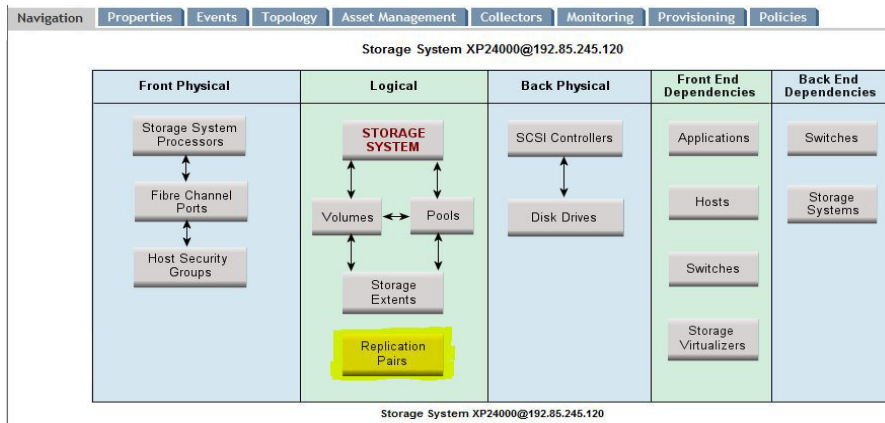 Navigation Properties Events Topology Asset Management Collectors Monitoring Provisioning Policies
Storage System XP24000@192.85.245.120
Front Physical
Storage System
Processors
Fibre Channel
Ports
Host Security
Groups
Logical
STORAGE
SYSTEM
Volumes
Pools
Storage
Extents
Replication
Pairs
Back Physical
SCSI Controllers
Disk Drives
Front End
Dependencies
Applications
Hosts
Switches
Storage
Virtualizers
Back End
Dependencies
Switches
Storage
Systems
Storage System XP24000@192.85.245.120